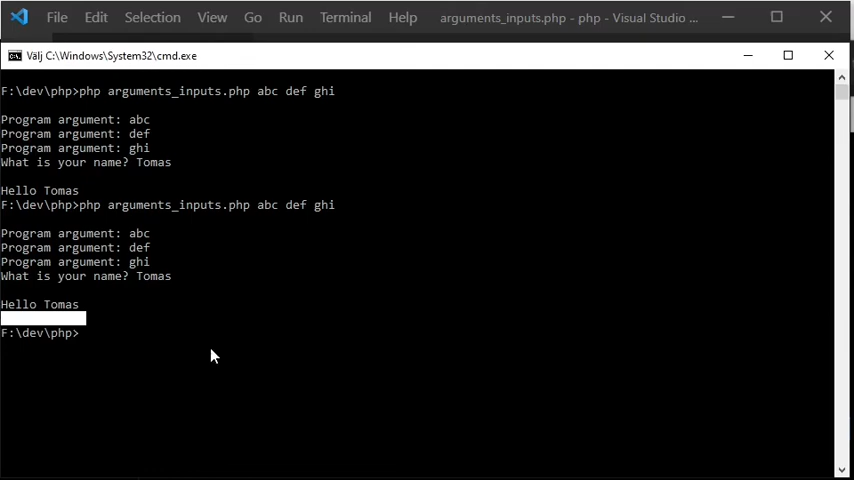 File Edit Selection View Go Run Terminal Help arguments_inputs.php - php - Visual Studio ...
Välj C:\Windows\System32\cmd.exe
F:\dev\php>php arguments_inputs.php abc def ghi
Program argument: abc
Program argument: def
Program argument: ghi
What is your name? Tomas
Hello Tomas
F:\dev\php>php arguments_inputs.php abc def ghi
Program argument: abc
Program argument: def
Program argument: ghi
What is your name? Tomas
Hello Tomas
F:\dev\php>